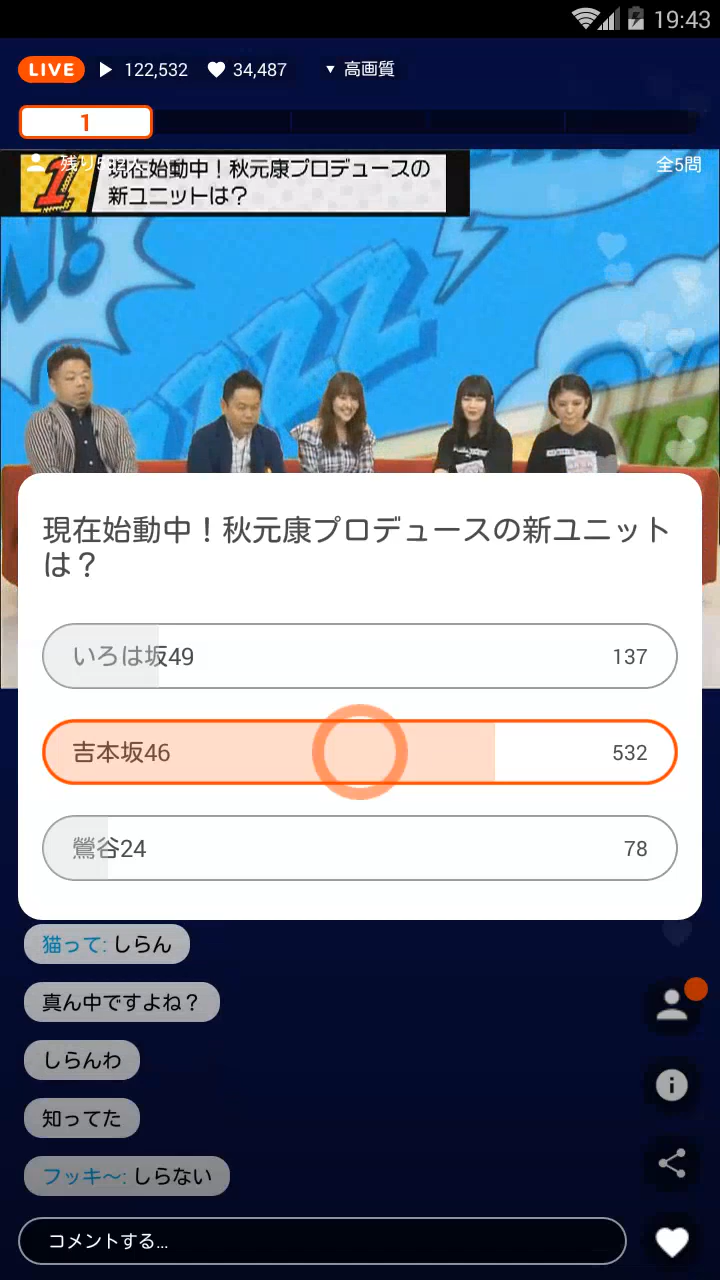 19:43
LIVE 122,532 34,487 ▼ 高画質
1
残り
全5問
1 現在始動中！秋元康プロデュースの
新ユニットは？
現在始動中！秋元康プロデュースの新ユニット
は？
いろは坂49 137
吉本坂46 532
鶯谷24 78
猫って: しらん
真ん中ですよね？
しらんわ
知ってた
フッキ〜: しらない
コメントする...